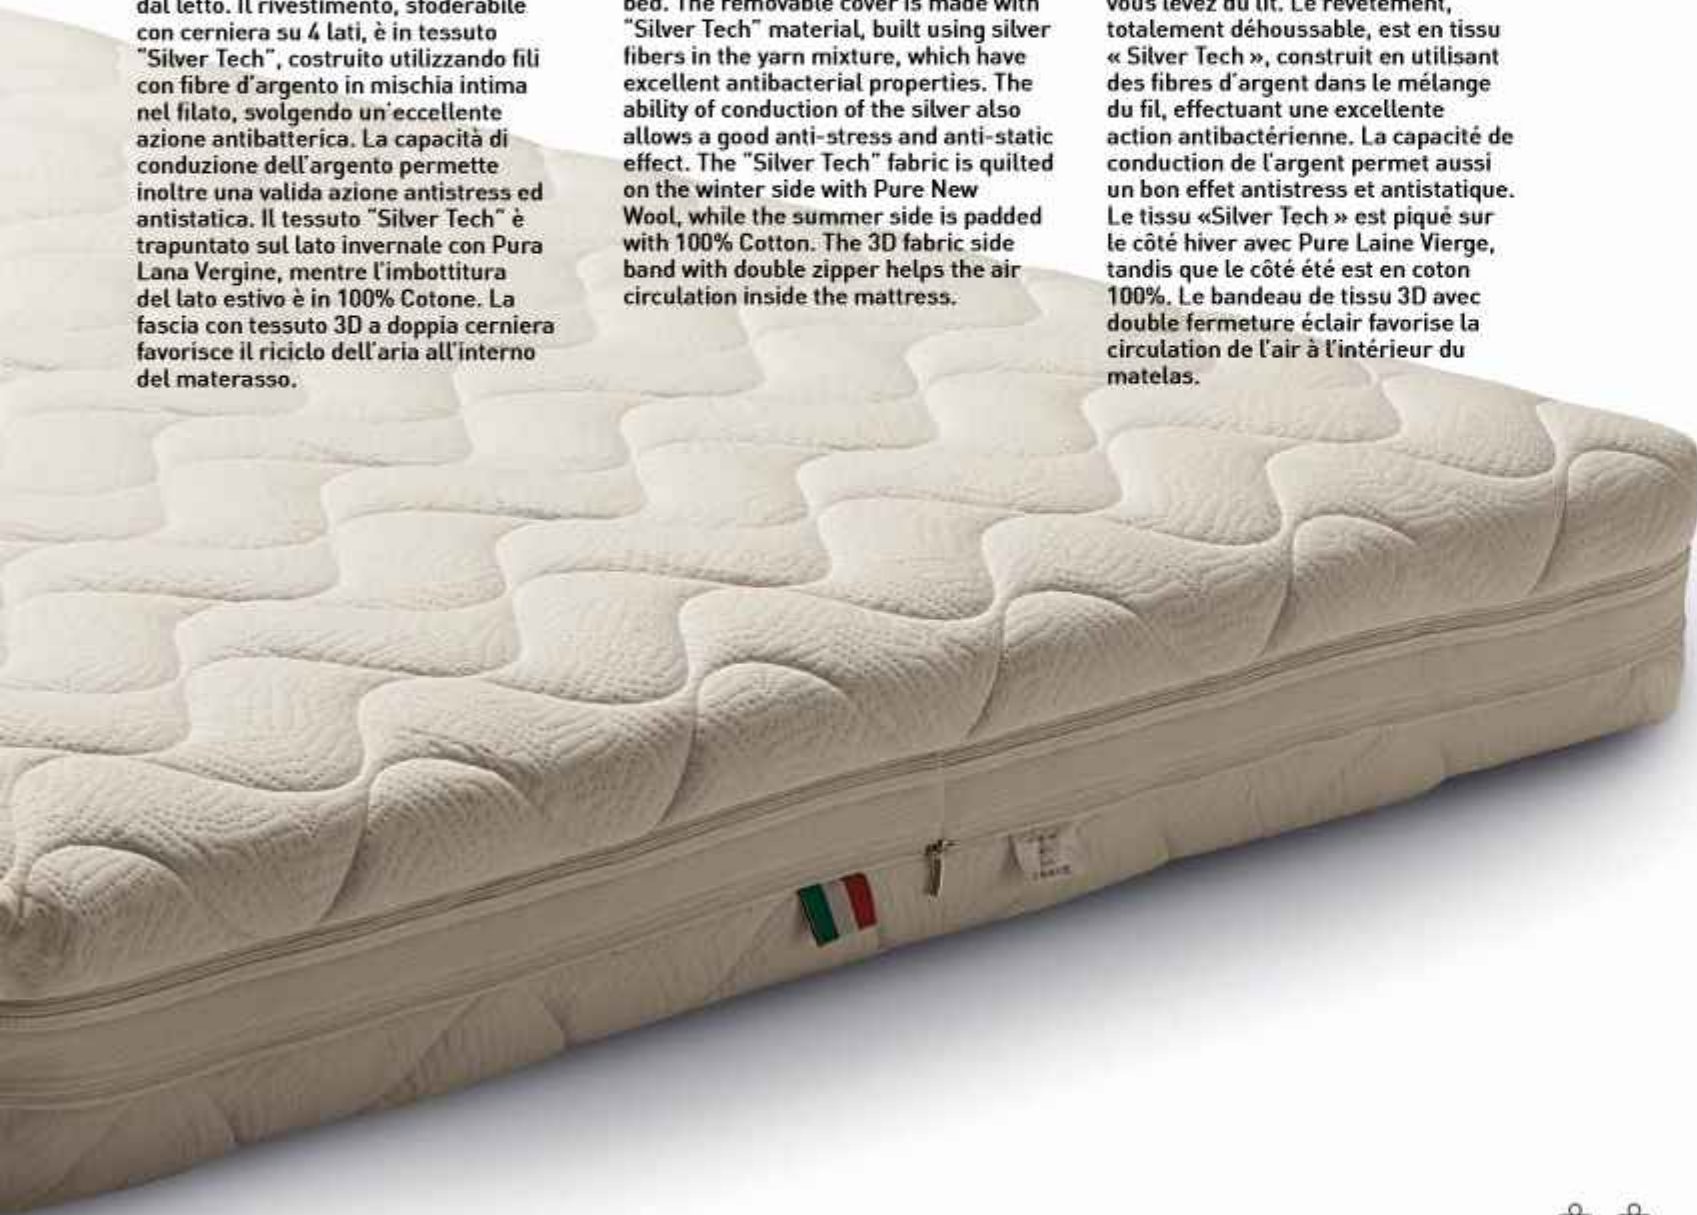 dal letto. Il rivestimento, sfoderabile
con cerniera su 4 lati, è in tessuto
"Silver Tech", costruito utilizzando fili
con fibre d'argento in mischia intima
nel filato, svolgendo un'eccellente
azione antibatterica. La capacità di
conduzione dell'argento permette
inoltre una valida azione antistress ed
antistatica. Il tessuto "Silver Tech" è
trapuntato sul lato invernale con Pura
Lana Vergine, mentre l'imbottitura
del lato estivo è in 100% Cotone. La
fascia con tessuto 3D a doppia cerniera
favorisce il riciclo dell'aria all'interno
del materasso.
bed. The removable cover is made with
"Silver Tech" material, built using silver
fibers in the yarn mixture, which have
excellent antibacterial properties. The
ability of conduction of the silver also
allows a good anti-stress and anti-static
effect. The "Silver Tech" fabric is quilted
on the winter side with Pure New
Wool, while the summer side is padded
with 100% Cotton. The 3D fabric side
band with double zipper helps the air
circulation inside the mattress.
vous levez du lit. Le revêtement,
totalement déhoussable, est en tissu
« Silver Tech », construit en utilisant
des fibres d'argent dans le mélange
du fil, effectuant une excellente
action antibactérienne. La capacité de
conduction de l'argent permet aussi
un bon effet antistress et antistatique.
Le tissu «Silver Tech » est piqué sur
le côté hiver avec Pure Laine Vierge,
tandis que le côté été est en coton
100%. Le bandeau de tissu 3D avec
double fermeture éclair favorise la
circulation de l'air à l'intérieur du
matelas.